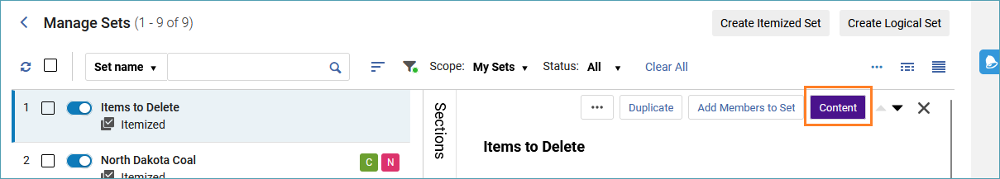 Manage Sets (1 - 9 of 9)
Create Itemized Set
Create Logical Set
Set name
Scope: My Sets
Status: All
Clear All
1
Items to Delete
Itemized
2
North Dakota Coal
C
N
Itemized
Sections
Duplicate
Add Members to Set
Content
Items to Delete